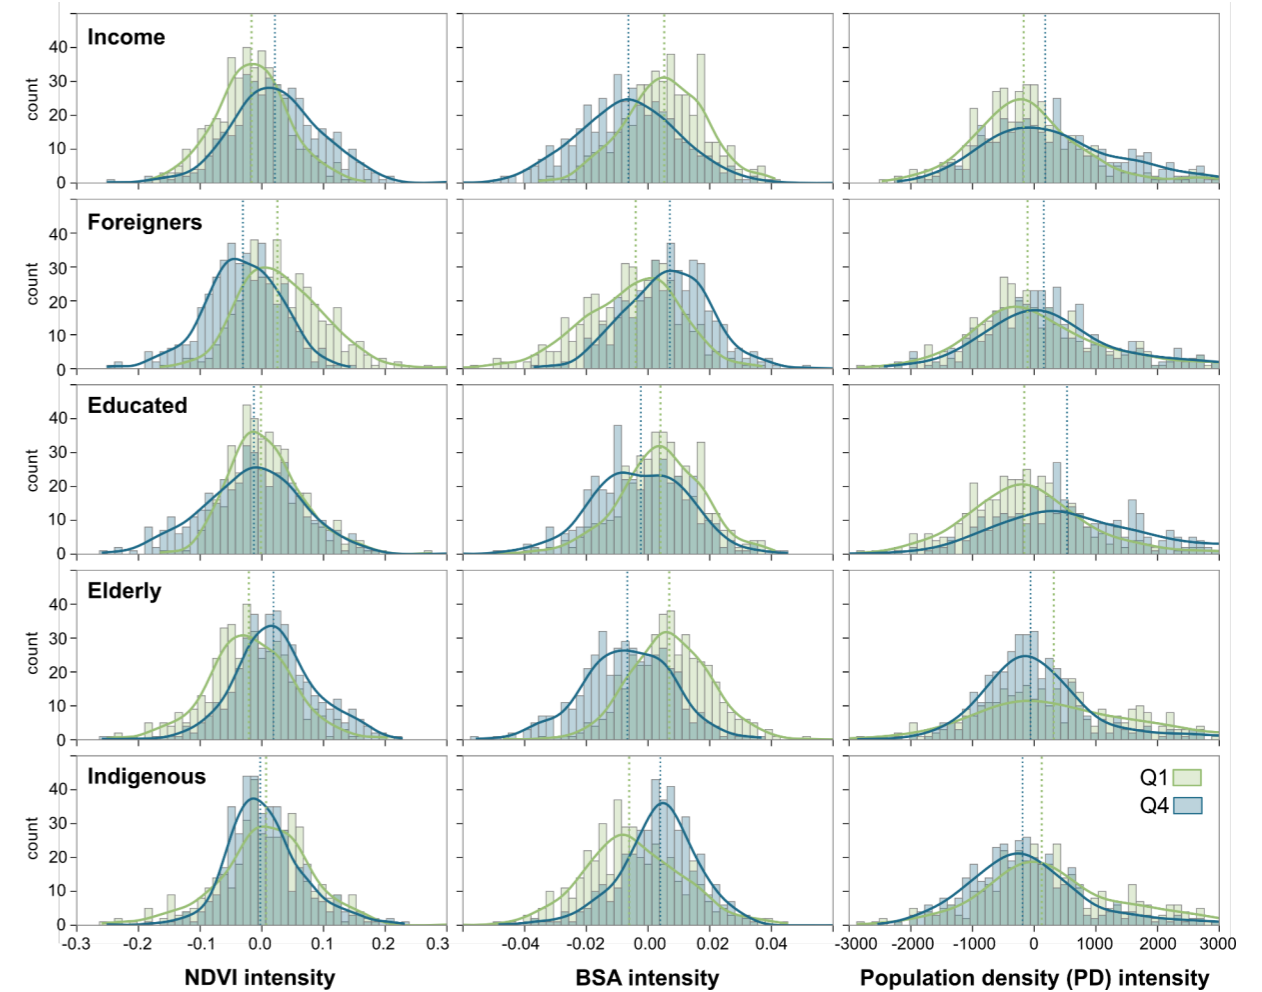 Income
count
40
30
20
10
0
Foreigners
count
40
30
20
10
0
Educated
count
40
30
20
10
0
Elderly
count
40
30
20
10
0
Indigenous
count
40
30
20
10
0
Q1
Q4
-0.3 -0.2 -0.1 0.0 0.1 0.2 0.3
-0.04 -0.02 0.00 0.02 0.04
-3000 -2000 -1000 0 1000 2000 3000
NDVI intensity
BSA intensity
Population density (PD) intensity